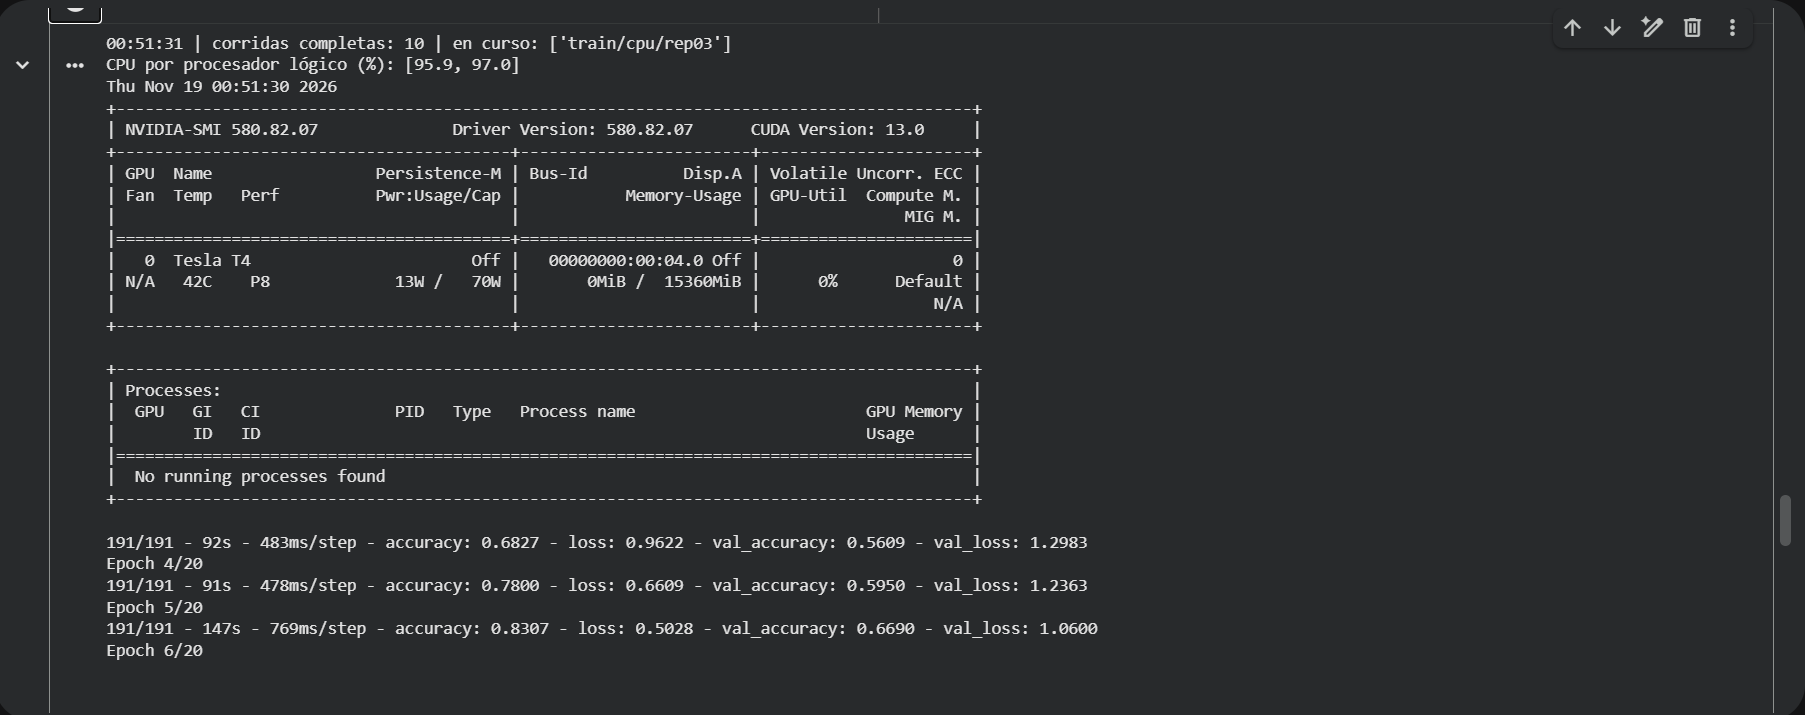 00:51:31 | corridas completas: 10 | en curso: ['train/cpu/rep03']
CPU por procesador lógico (%): [95.9, 97.0]
Thu Nov 19 00:51:30 2026
+-----------------------------------------------------------------------------------------+
| NVIDIA-SMI 580.82.07              Driver Version: 580.82.07      CUDA Version: 13.0     |
+-----------------------------------------+------------------------+----------------------+
| GPU  Name                 Persistence-M | Bus-Id          Disp.A | Volatile Uncorr. ECC |
| Fan  Temp   Perf          Pwr:Usage/Cap |           Memory-Usage | GPU-Util  Compute M. |
|                                         |                        |               MIG M. |
|=========================================+========================+======================|
|   0  Tesla T4                       Off |   00000000:00:04.0 Off |                    0 |
| N/A   42C    P8             13W /   70W |       0MiB /  15360MiB |      0%      Default |
|                                         |                        |                  N/A |
+-----------------------------------------+------------------------+----------------------+

+-----------------------------------------------------------------------------------------+
| Processes:                                                                              |
|  GPU   GI   CI              PID   Type   Process name                        GPU Memory |
|        ID   ID                                                               Usage      |
|=========================================================================================|
|  No running processes found                                                             |
+-----------------------------------------------------------------------------------------+

191/191 - 92s - 483ms/step - accuracy: 0.6827 - loss: 0.9622 - val_accuracy: 0.5609 - val_loss: 1.2983
Epoch 4/20
191/191 - 91s - 478ms/step - accuracy: 0.7800 - loss: 0.6609 - val_accuracy: 0.5950 - val_loss: 1.2363
Epoch 5/20
191/191 - 147s - 769ms/step - accuracy: 0.8307 - loss: 0.5028 - val_accuracy: 0.6690 - val_loss: 1.0600
Epoch 6/20